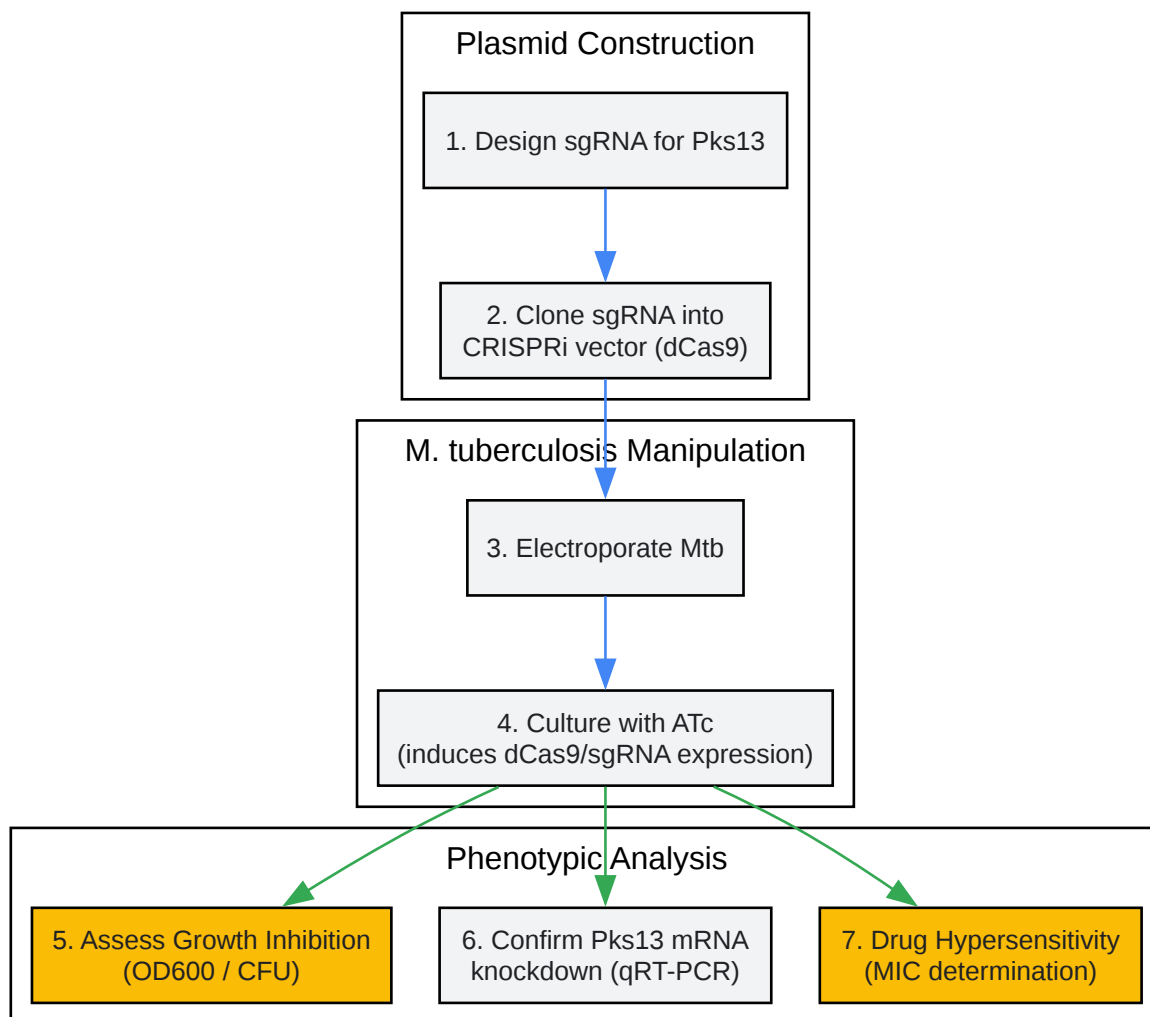 Plasmid Construction
1. Design sgRNA for Pks13
2. Clone sgRNA into
CRISPRi vector (dCas9)
M. tuberculosis Manipulation
3. Electroporate Mtb
4. Culture with ATc
(induces dCas9/sgRNA expression)
Phenotypic Analysis
5. Assess Growth Inhibition
(OD600 / CFU)
6. Confirm Pks13 mRNA
knockdown (qRT-PCR)
7. Drug Hypersensitivity
(MIC determination)